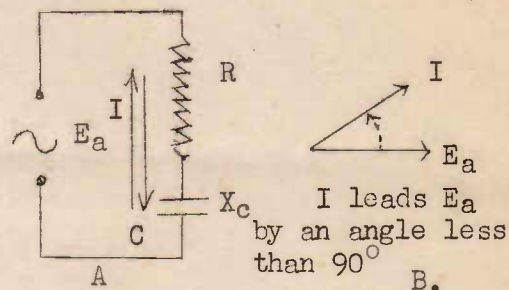 R
I
Ea
Xc
C
A
I
Ea
I leads Ea
by an angle less
than 90°
B.